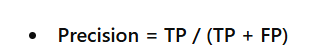 • Precision = TP / (TP + FP)